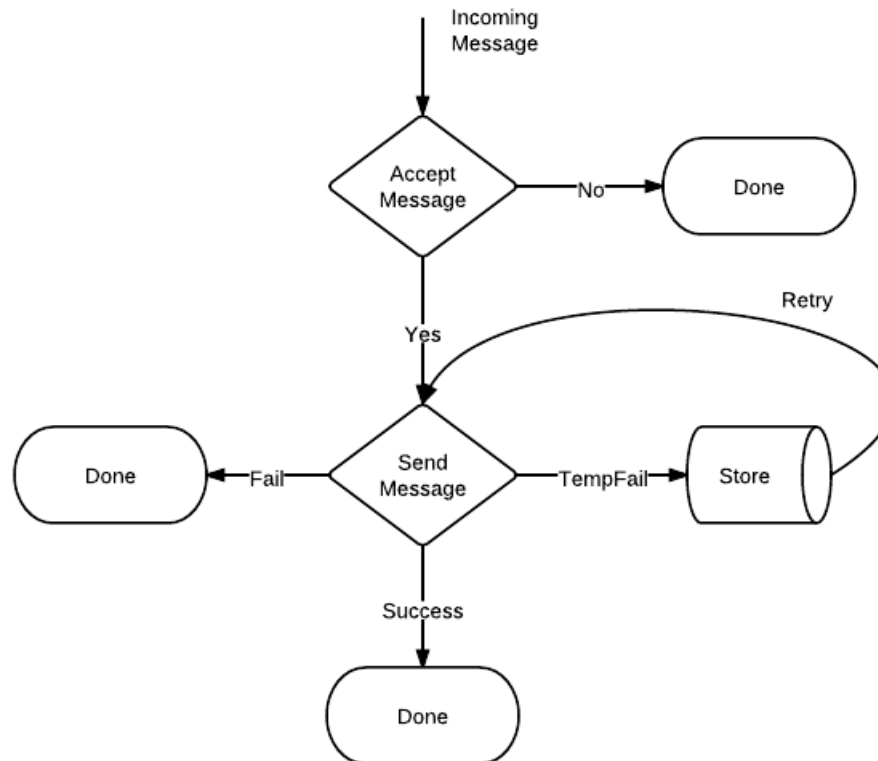 Incoming
Message
Accept
Message
No
Done
Retry
Yes
Done
Fail
Send
Message
TempFail
Store
Success
Done